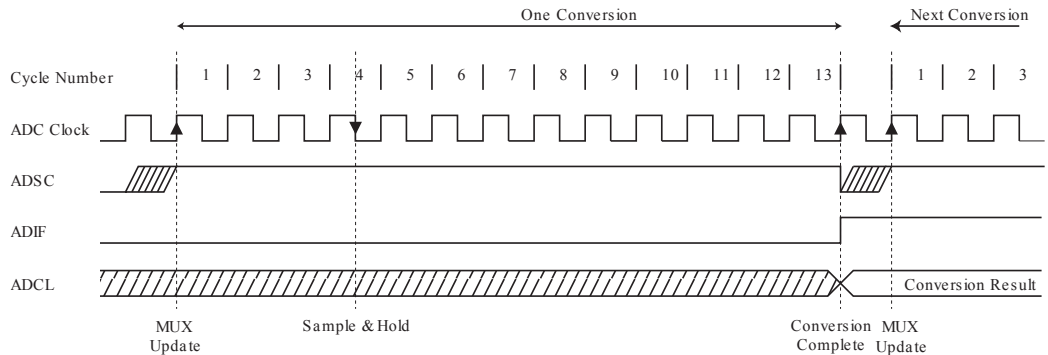 One Conversion
Next Conversion
Cycle Number
1 2 3 4 5 6 7 8 9 10 11 12 13 1 2 3
ADC Clock
ADSC
ADIF
ADCL
Conversion Result
MUX
Update
Sample & Hold
Conversion
Complete
MUX
Update